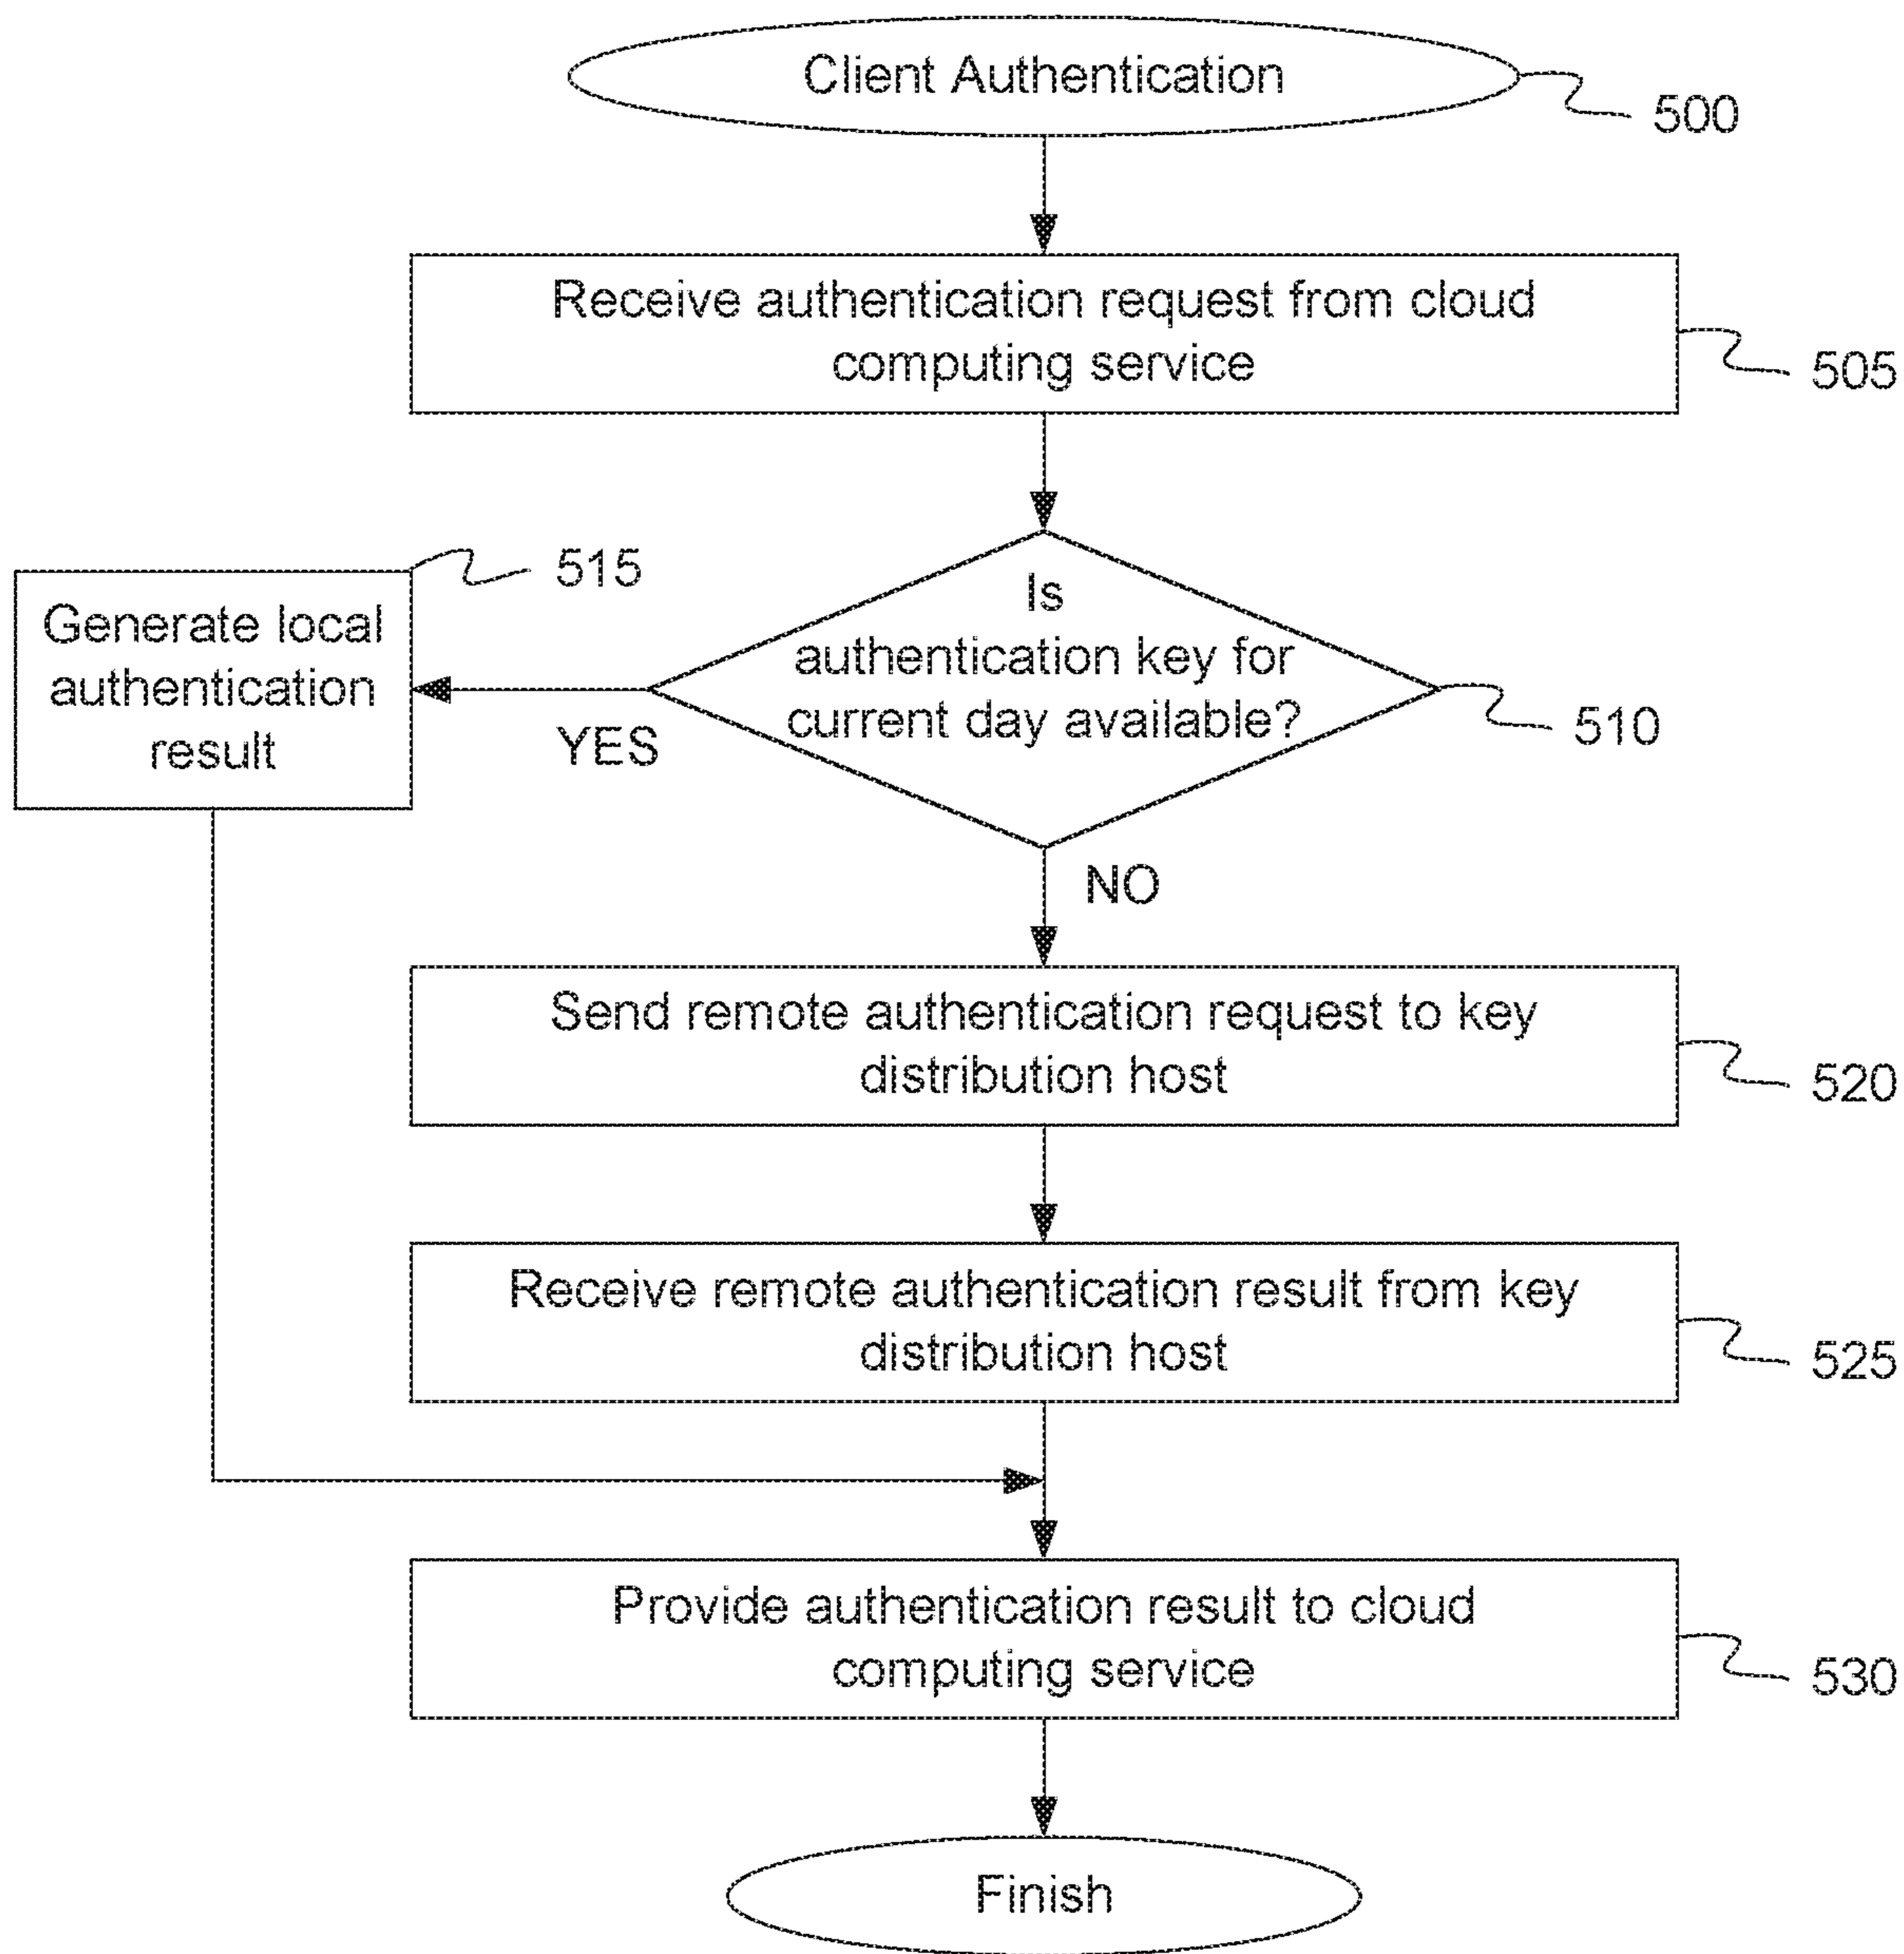 Client Authentication
500
Receive authentication request from cloud
computing service
505
515
Generate local
authentication
result
Is
authentication key for
current day available?
YES
510
NO
Send remote authentication request to key
distribution host
520
Receive remote authentication result from key
distribution host
525
Provide authentication result to cloud
computing service
530
Finish